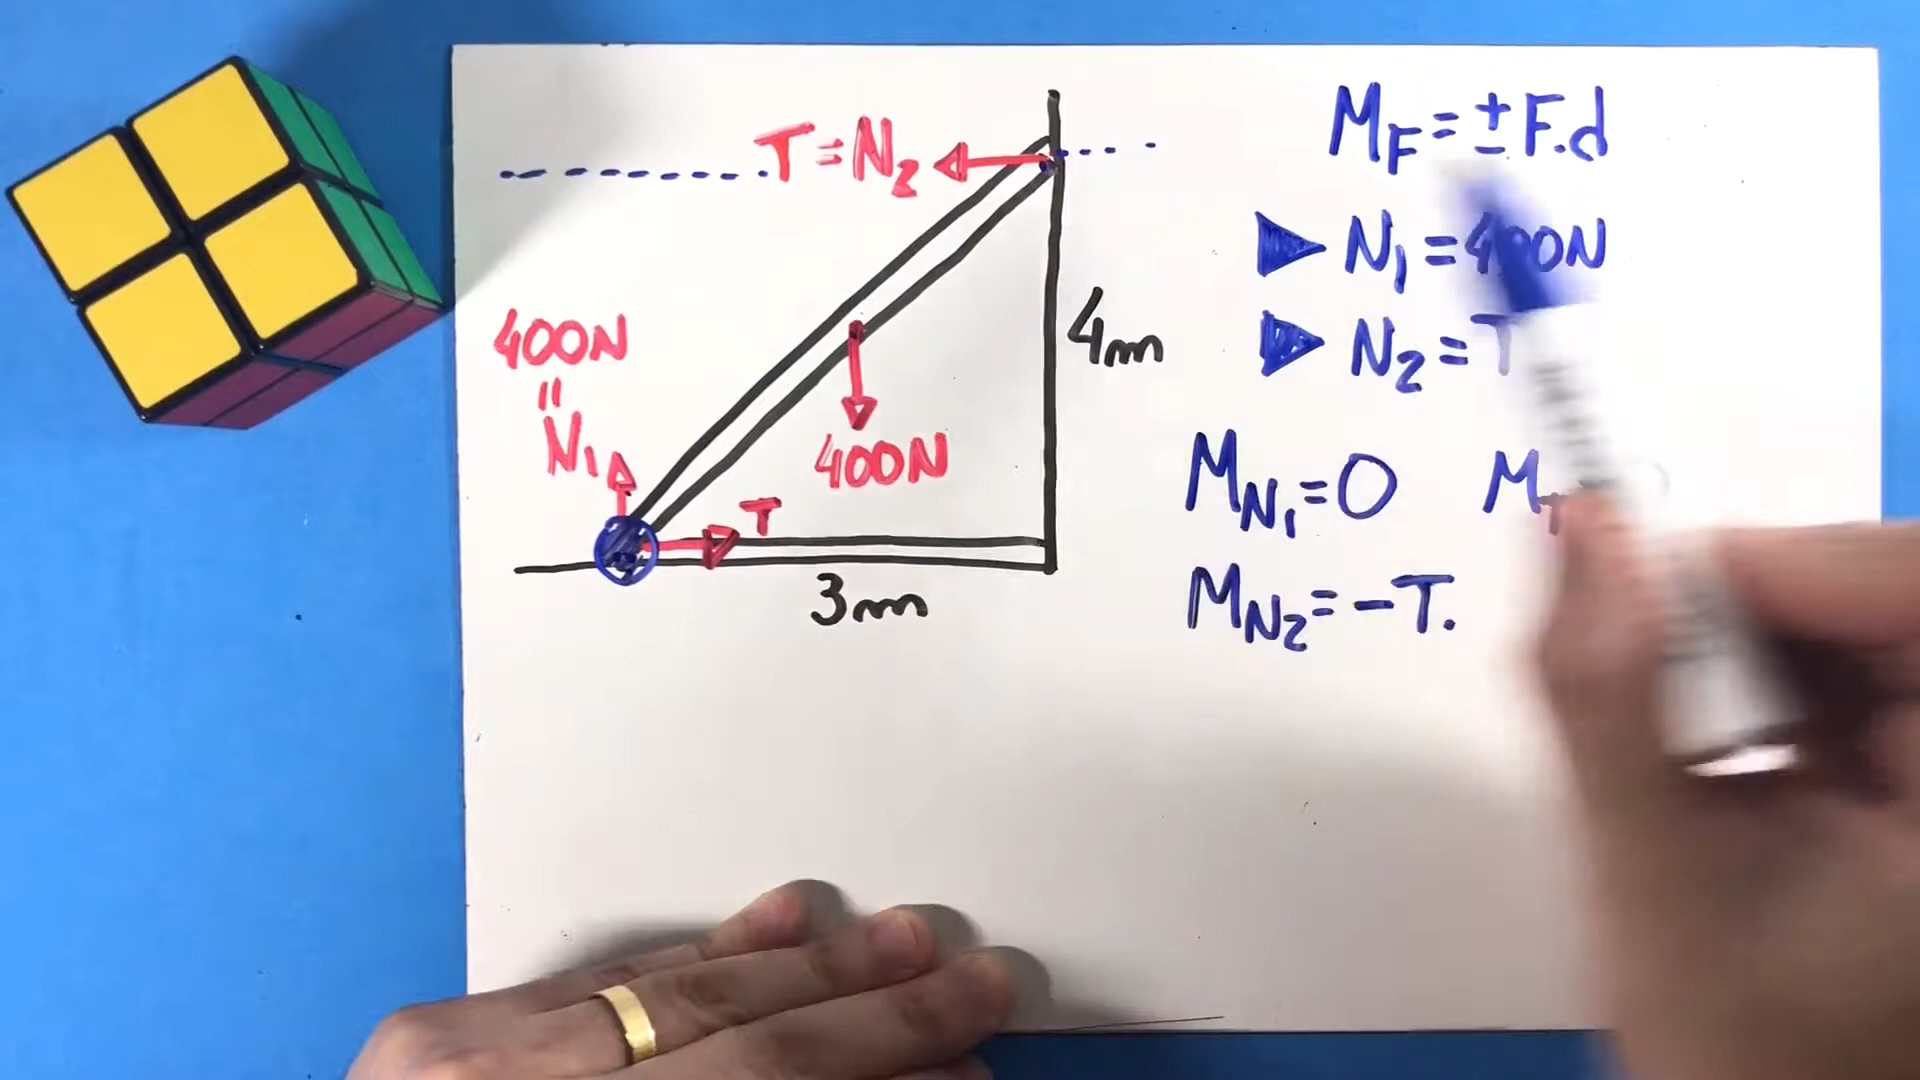 T = N2
400N
"
N1
400N
T
4m
3m
MF = ± F.d
▶ N1 = 400N
▶ N2 = T
MN1 = 0
MN2 = -T.